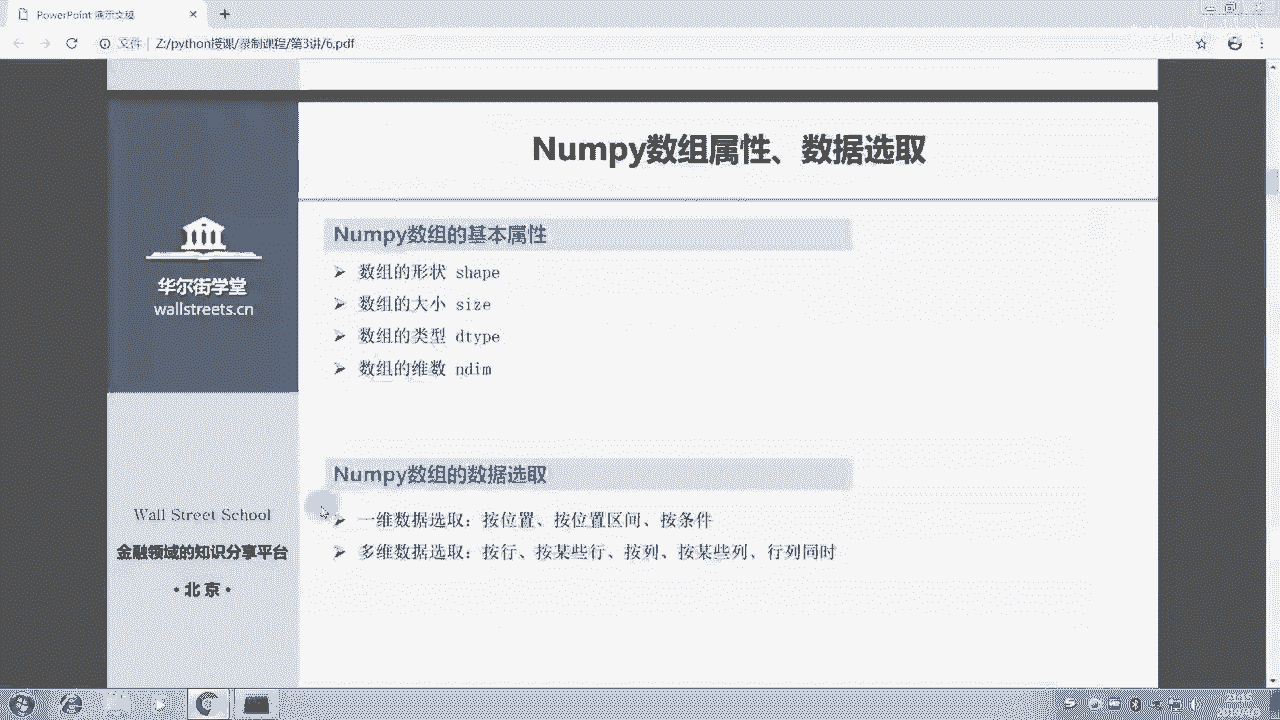 PowerPoint 演示文稿
文件 | Z:/python授课/录制课程/第3讲/6.pdf
Numpy数组属性、数据选取
华尔街学堂
wallstreets.cn
Wall Street School
金融领域的知识分享平台
• 北 京 •
Numpy数组的基本属性
➤ 数组的形状 shape
➤ 数组的大小 size
➤ 数组的类型 dtype
➤ 数组的维数 ndim
Numpy数组的数据选取
➤ 一维数据选取：按位置、按位置区间、按条件
➤ 多维数据选取：按行、按某些行、按列、按某些列、行列同时